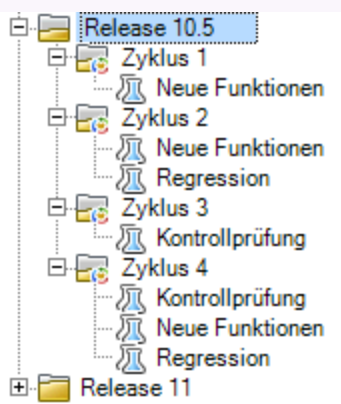 Release 10.5
Zyklus 1
Neue Funktionen
Zyklus 2
Neue Funktionen
Regression
Zyklus 3
Kontrollprüfung
Zyklus 4
Kontrollprüfung
Neue Funktionen
Regression
Release 11